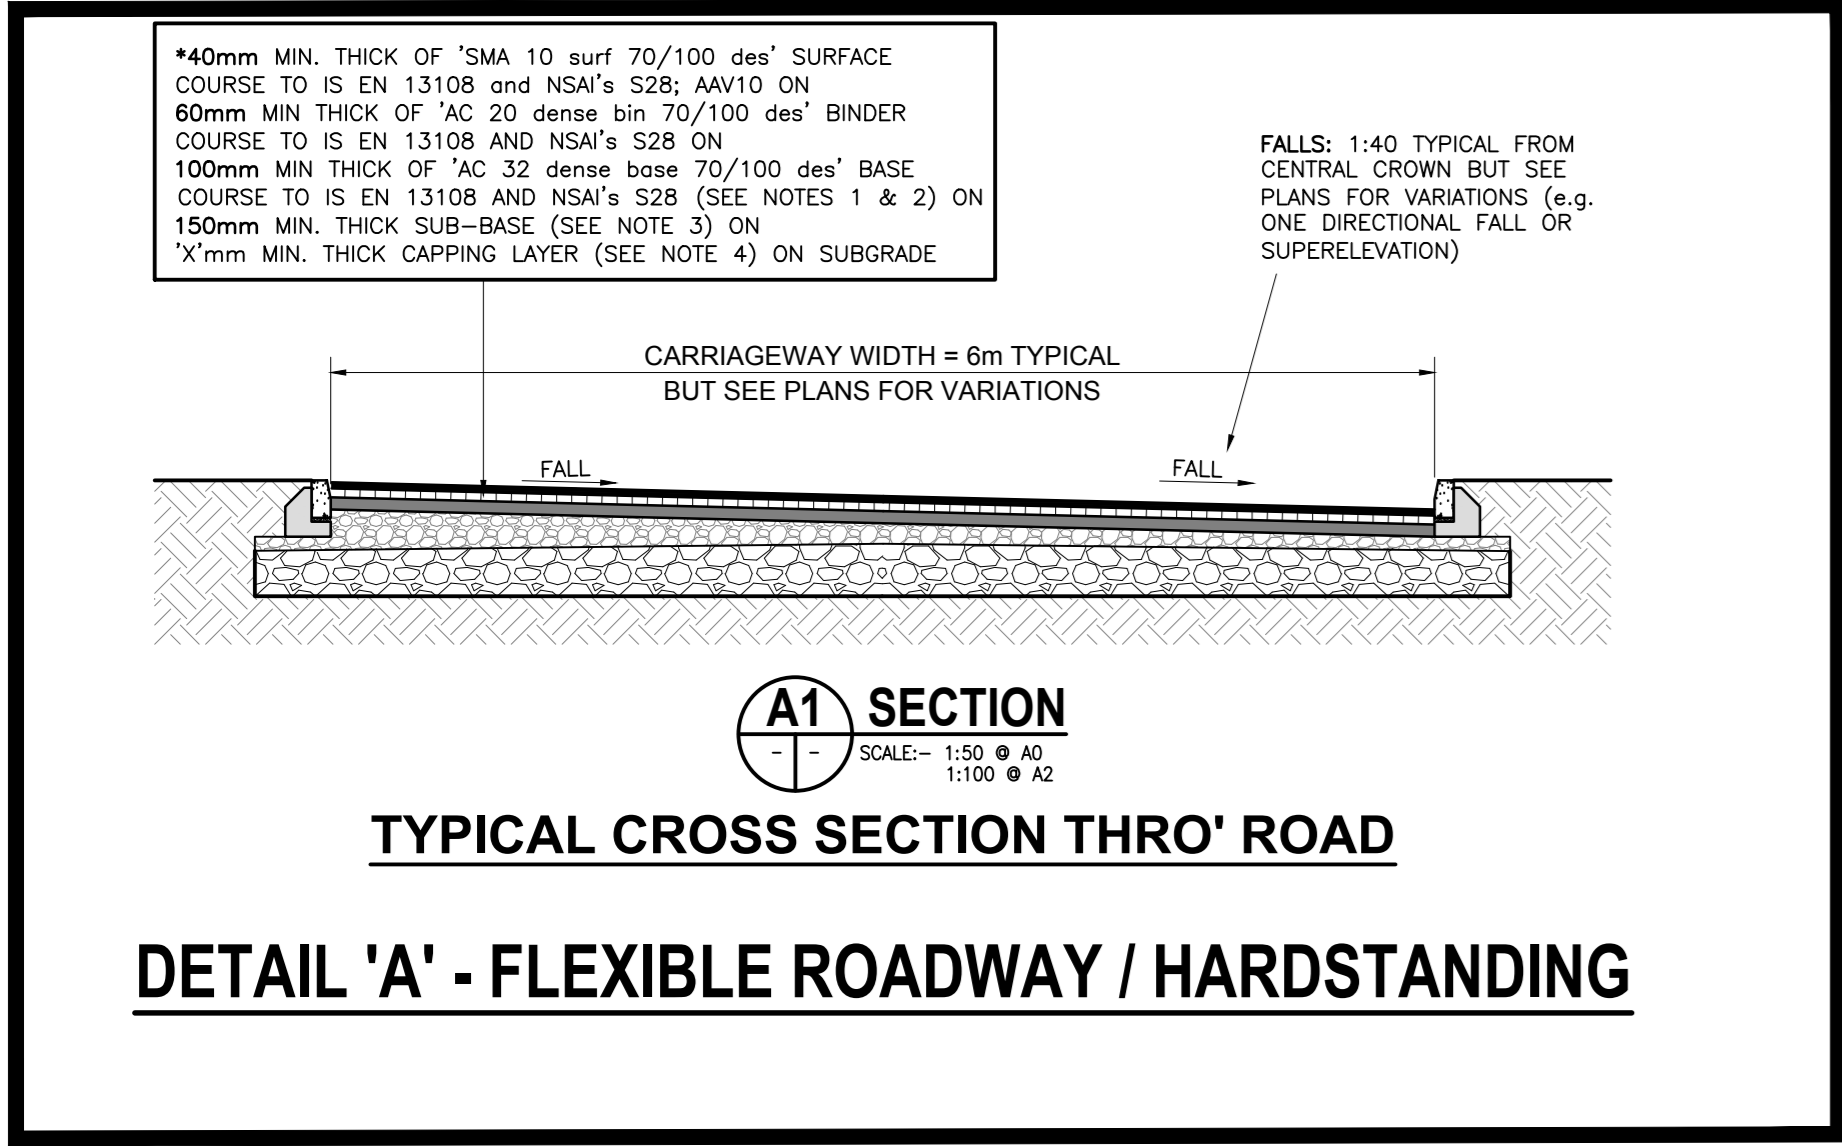 *40mm MIN. THICK OF 'SMA 10 surf 70/100 des' SURFACE
COURSE TO IS EN 13108 and NSAI's S28; AAV10 ON
60mm MIN THICK OF 'AC 20 dense bin 70/100 des' BINDER
COURSE TO IS EN 13108 AND NSAI's S28 ON
100mm MIN THICK OF 'AC 32 dense base 70/100 des' BASE
COURSE TO IS EN 13108 AND NSAI's S28 (SEE NOTES 1 & 2) ON
150mm MIN. THICK SUB-BASE (SEE NOTE 3) ON
'X'mm MIN. THICK CAPPING LAYER (SEE NOTE 4) ON SUBGRADE
FALLS: 1:40 TYPICAL FROM
CENTRAL CROWN BUT SEE
PLANS FOR VARIATIONS (e.g.
ONE DIRECTIONAL FALL OR
SUPERELEVATION)
CARRIAGEWAY WIDTH = 6m TYPICAL
BUT SEE PLANS FOR VARIATIONS
FALL
FALL
A1 SECTION
- - SCALE:- 1:50 @ A0
1:100 @ A2
TYPICAL CROSS SECTION THRO' ROAD
DETAIL 'A' - FLEXIBLE ROADWAY / HARDSTANDING